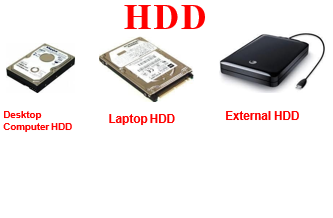 HDD
Desktop
Computer HDD
Laptop HDD
External HDD